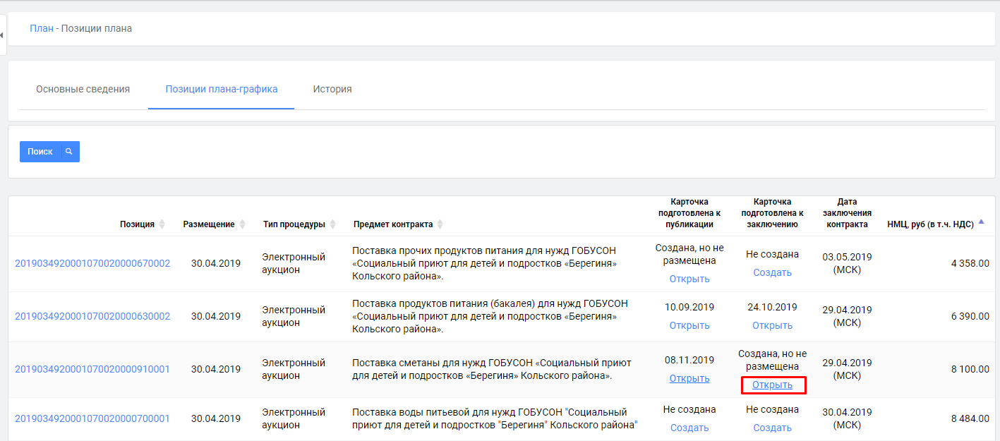 План - Позиции плана
Основные сведения
Позиции плана-графика
История
Поиск
Позиция
Размещение
Тип процедуры
Предмет контракта
Карточка
подготовлена к
публикации
Карточка
подготовлена к
заключению
Дата
заключения
контракта
НМЦ, руб (в т.ч. НДС)
2019034920001070020000670002
30.04.2019
Электронный
аукцион
Поставка прочих продуктов питания для нужд ГОБУСОН
«Социальный приют для детей и подростков «Берегиня»
Кольского района».
Создана, но не
размещена
Открыть
Не создана
Создать
03.05.2019
(МСК)
4 358.00
2019034920001070020000630002
30.04.2019
Электронный
аукцион
Поставка продуктов питания (бакалея) для нужд ГОБУСОН
«Социальный приют для детей и подростков «Берегиня»
Кольского района».
10.09.2019
Открыть
24.10.2019
Открыть
29.04.2019
(МСК)
6 390.00
2019034920001070020000910001
30.04.2019
Электронный
аукцион
Поставка сметаны для нужд ГОБУСОН «Социальный приют
для детей и подростков «Берегиня» Кольского района».
08.11.2019
Открыть
Создана, но не
размещена
Открыть
29.04.2019
(МСК)
8 100.00
2019034920001070020000700001
30.04.2019
Электронный
аукцион
Поставка воды питьевой для нужд ГОБУСОН "Социальный
приют для детей и подростков "Берегиня" Кольского района"
Не создана
Создать
Не создана
Создать
30.04.2019
(МСК)
8 484.00